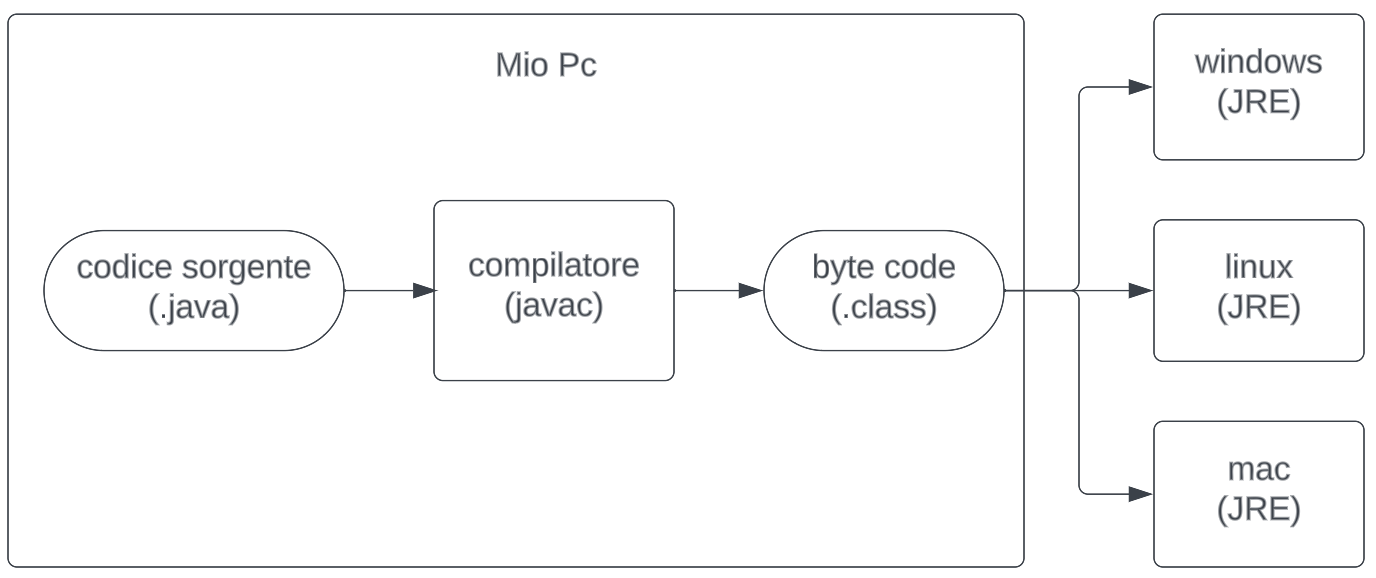 Mio Pc
codice sorgente
(.java)
compilatore
(javac)
byte code
(.class)
windows
(JRE)
linux
(JRE)
mac
(JRE)